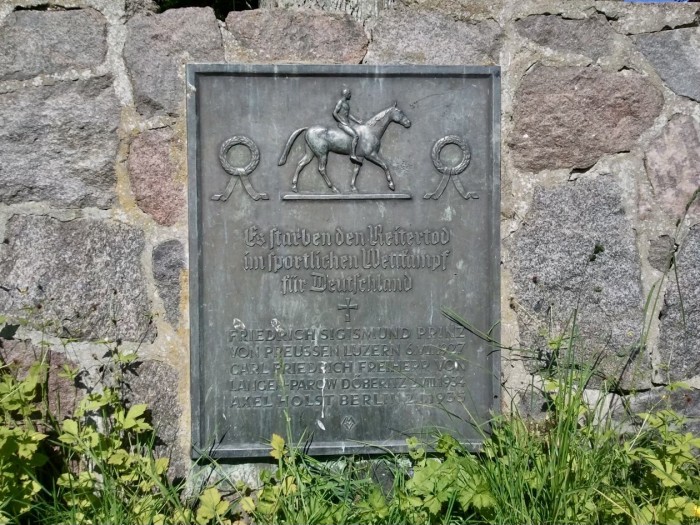 Es starben den Reitertod
im sportlichen Wettkampf
für Deutschland
FRIEDRICH SIGISMUND PRINZ
VON PREUSSEN LUZERN
CARL FRIEDRICH FREIHERR VON
LANGEN-PAROW DÖBERITZ
AXEL HOLST BERLIN